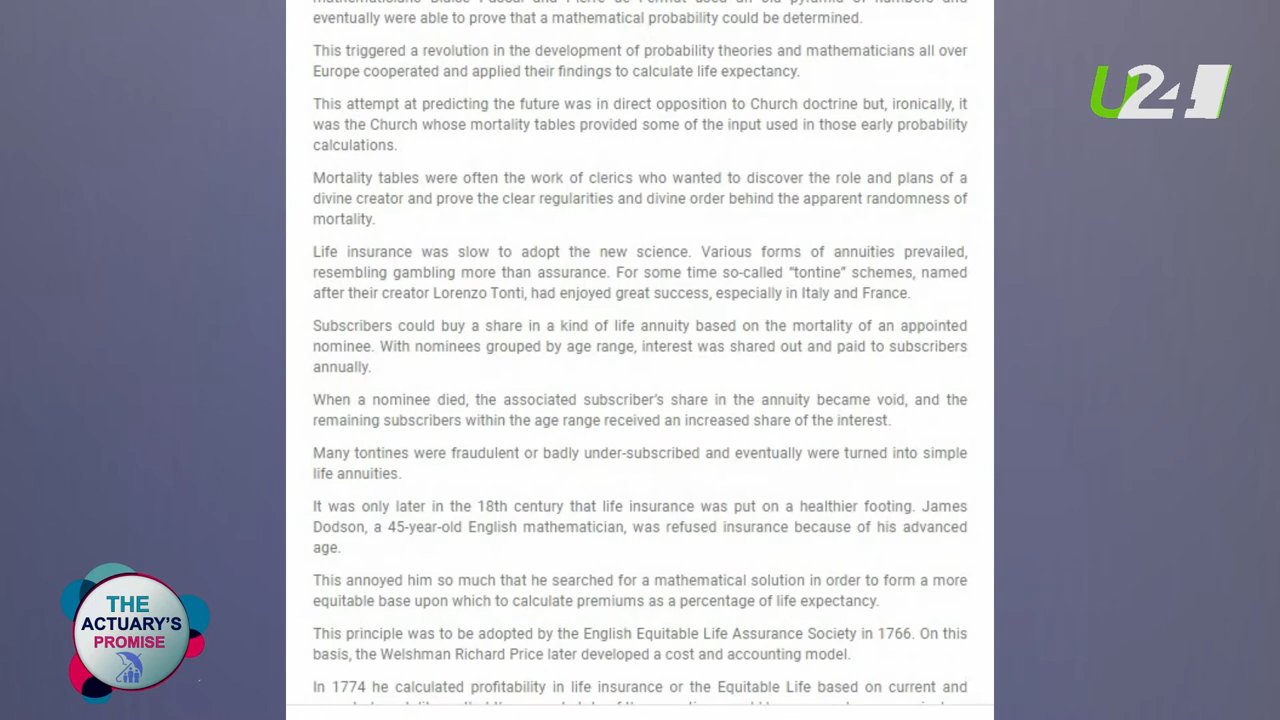 eventually were able to prove that a mathematical probability could be determined.
This triggered a revolution in the development of probability theories and mathematicians all over
Europe cooperated and applied their findings to calculate life expectancy.
This attempt at predicting the future was in direct opposition to Church doctrine but, ironically, it
was the Church whose mortality tables provided some of the input used in those early probability
calculations.
Mortality tables were often the work of clerics who wanted to discover the role and plans of a
divine creator and prove the clear regularities and divine order behind the apparent randomness of
mortality.
Life insurance was slow to adopt the new science. Various forms of annuities prevailed,
resembling gambling more than assurance. For some time so-called “tontine” schemes, named
after their creator Lorenzo Tonti, had enjoyed great success, especially in Italy and France.
Subscribers could buy a share in a kind of life annuity based on the mortality of an appointed
nominee. With nominees grouped by age range, interest was shared out and paid to subscribers
annually.
When a nominee died, the associated subscriber’s share in the annuity became void, and the
remaining subscribers within the age range received an increased share of the interest.
Many tontines were fraudulent or badly under-subscribed and eventually were turned into simple
life annuities.
It was only later in the 18th century that life insurance was put on a healthier footing. James
Dodson, a 45-year-old English mathematician, was refused insurance because of his advanced
age.
This annoyed him so much that he searched for a mathematical solution in order to form a more
equitable base upon which to calculate premiums as a percentage of life expectancy.
This principle was to be adopted by the English Equitable Life Assurance Society in 1766. On this
basis, the Welshman Richard Price later developed a cost and accounting model.
In 1774 he calculated profitability in life insurance or the Equitable Life based on current and
U24
THE
ACTUARY'S
PROMISE